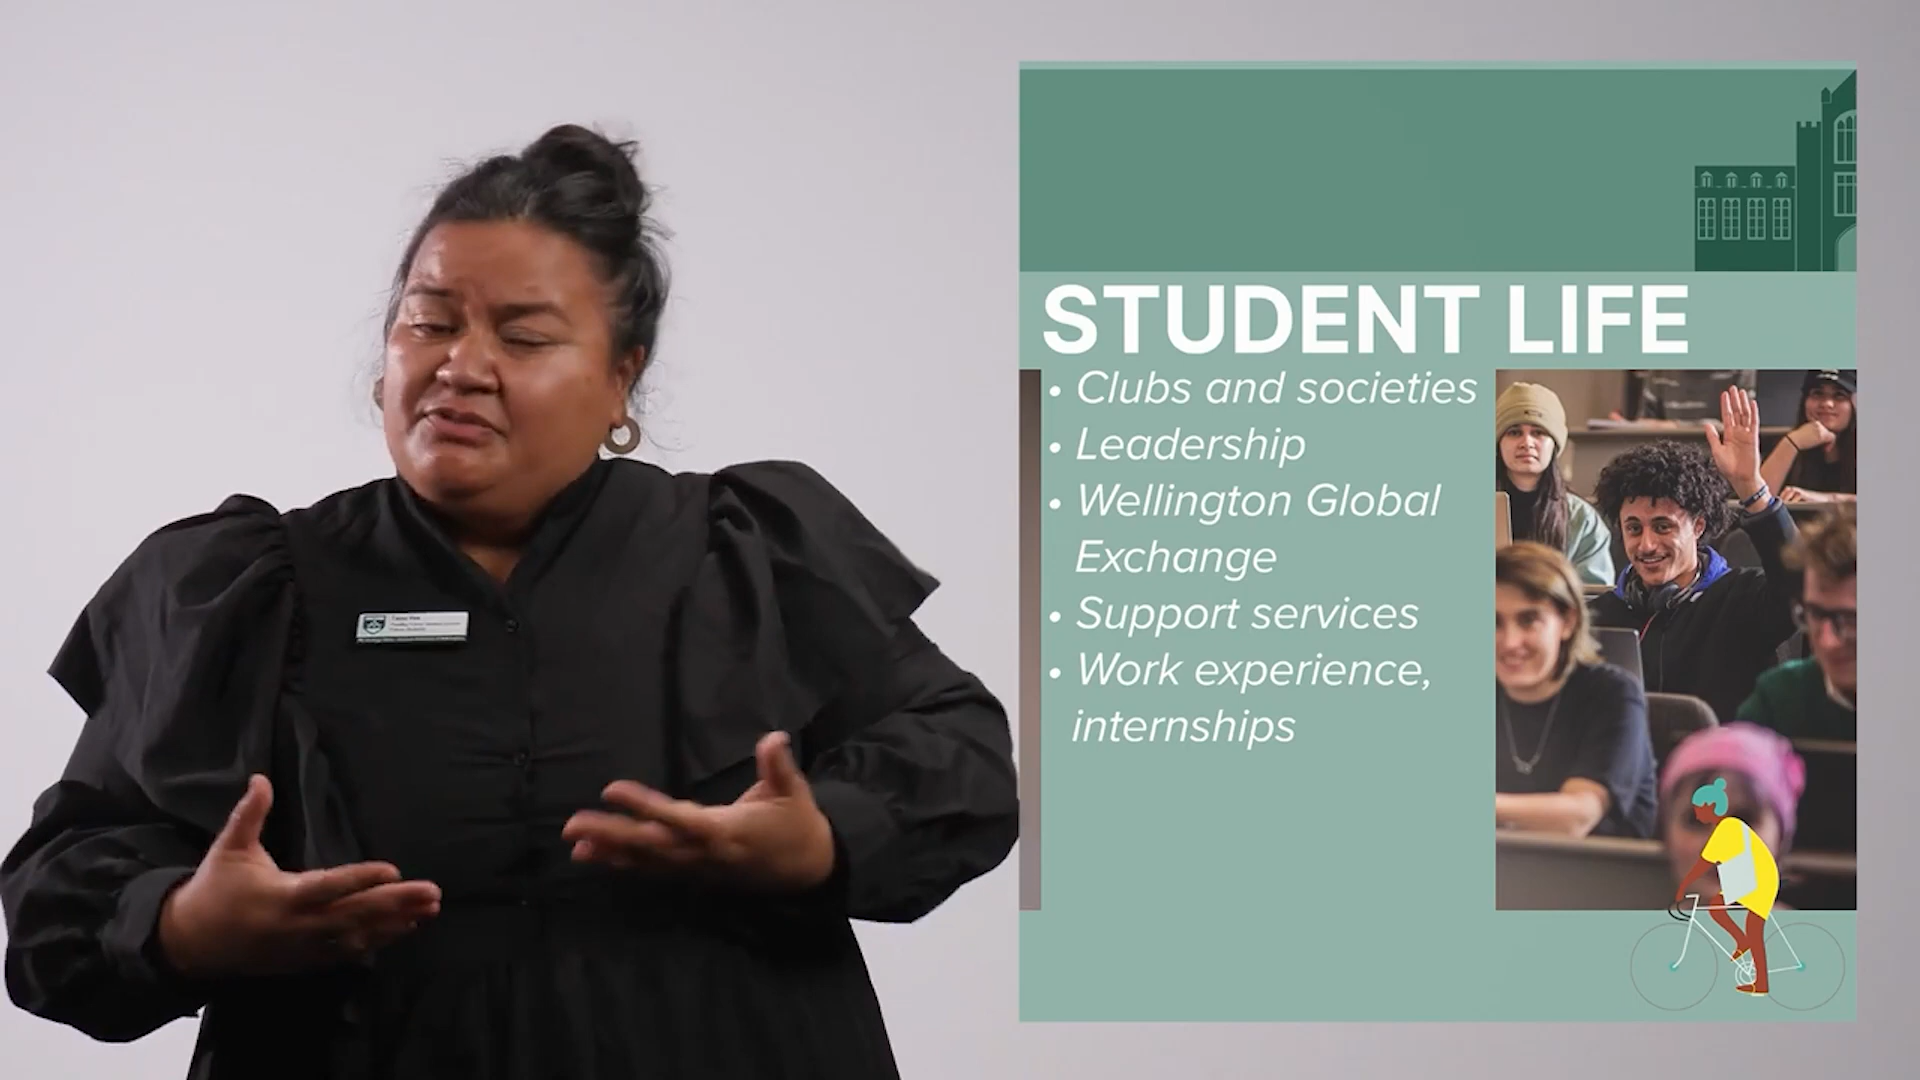 STUDENT LIFE
• Clubs and societies
• Leadership
• Wellington Global
Exchange
• Support services
• Work experience,
internships